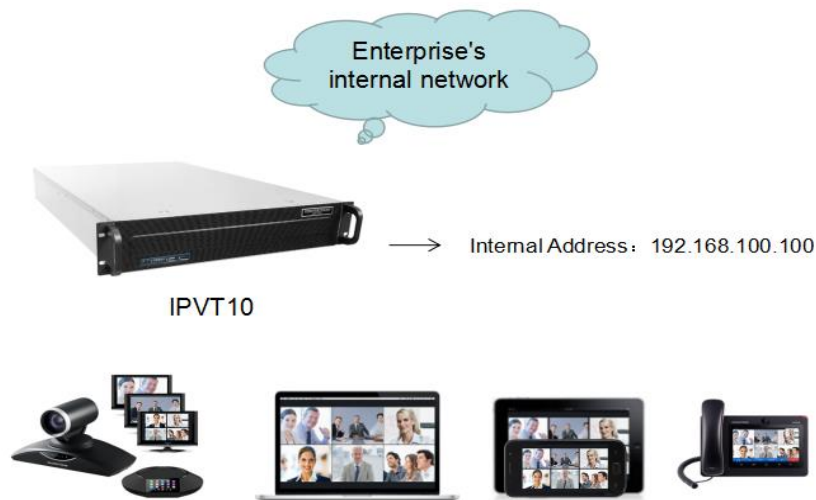 Enterprise's
internal network
Internal Address：192.168.100.100
IPVT10